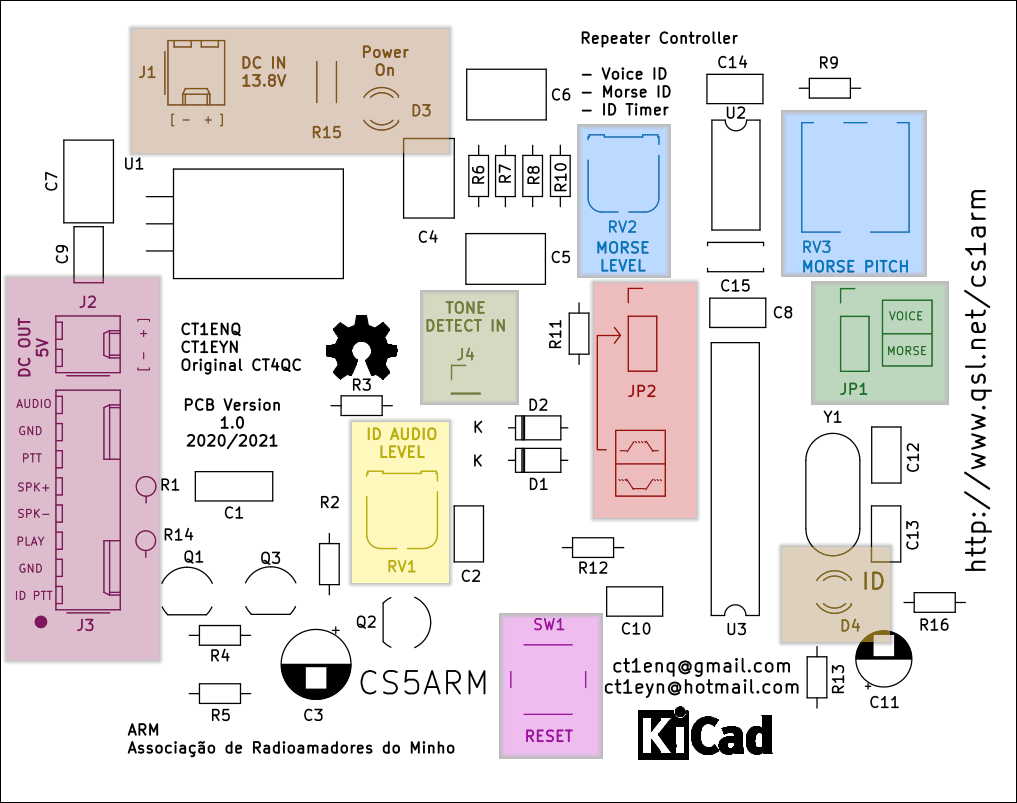 Repeater Controller
- Voice ID
- Morse ID
- ID Timer
J1
DC IN
13.8V
[ - + ]
Power
On
R15
D3
C6
C14
U2
R9
C7
U1
C9
C4
R6
R7
R8
R10
C5
RV2
MORSE
LEVEL
RV3
MORSE PITCH
C15
C8
J2
DC OUT
5V
[ - + ]
CT1ENQ
CT1EYN
Original CT4QC
TONE
DETECT IN
J4
R11
JP2
VOICE
MORSE
JP1
R3
PCB Version
1.0
2020/2021
ID AUDIO
LEVEL
RV1
K
D2
K
D1
Y1
C12
C13
AUDIO
GND
PTT
SPK+
SPK-
PLAY
GND
ID PTT
J3
R1
R14
C1
R2
Q1
Q3
C2
R12
ID
D4
R16
Q2
R4
R5
+
C3
CS5ARM
SW1
RESET
C10
U3
ct1enq@gmail.com
ct1eyn@hotmail.com
R13
+
C11
KiCad
ARM
Associação de Radioamadores do Minho
http://www.qsl.net/cs1arm